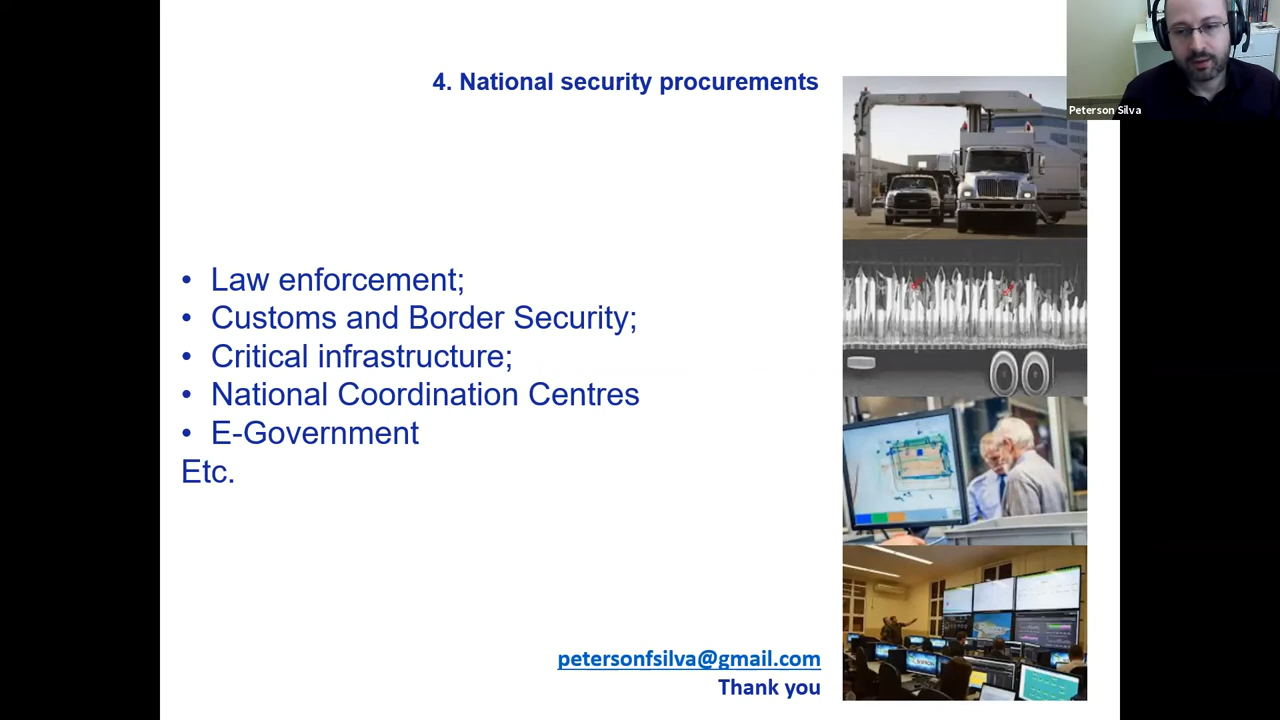 4. National security procurements
Peterson Silva
• Law enforcement;
• Customs and Border Security;
• Critical infrastructure;
• National Coordination Centres
• E-Government
Etc.
petersonfsilva@gmail.com
Thank you